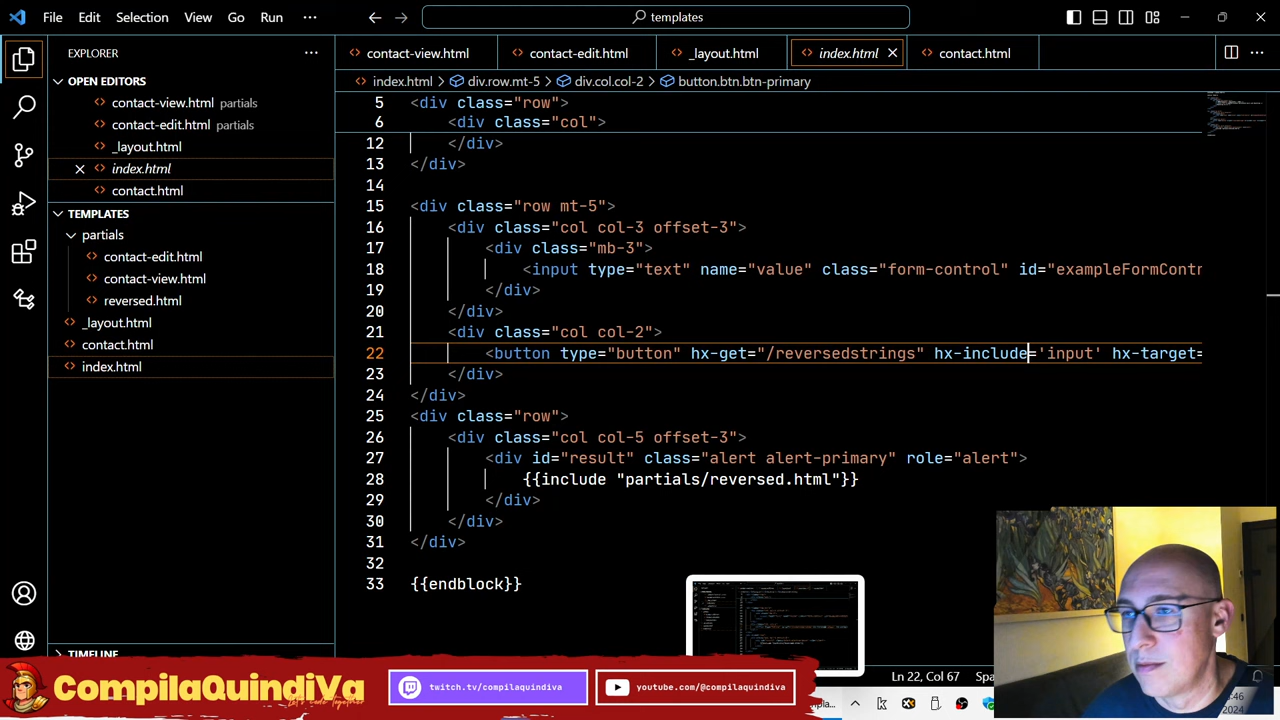 File Edit Selection View Go Run ··· templates
EXPLORER ···
contact-view.html contact-edit.html _layout.html index.html contact.html
OPEN EDITORS
index.html > div.row.mt-5 > div.col.col-2 > button.btn.btn-primary
contact-view.html partials
contact-edit.html partials
_layout.html
index.html
contact.html
TEMPLATES
partials
contact-edit.html
contact-view.html
reversed.html
_layout.html
contact.html
index.html
TIMELINE
5 <div class="row">
6 <div class="col">
12 </div>
13 </div>
14
15 <div class="row mt-5">
16 <div class="col col-3 offset-3">
17 <div class="mb-3">
18 <input type="text" name="value" class="form-control" id="exampleFormContr
19 </div>
20 </div>
21 <div class="col col-2">
22 <button type="button" hx-get="/reversedstrings" hx-include='input' hx-target=
23 </div>
24 </div>
25 <div class="row">
26 <div class="col col-5 offset-3">
27 <div id="result" class="alert alert-primary" role="alert">
28 {{include "partials/reversed.html"}}
29 </div>
30 </div>
31 </div>
32
33 {{endblock}}
Ln 22, Col 67
CompilaQuindiVa
twitch.tv/compilaquindiva
youtube.com/@compilaquindiva